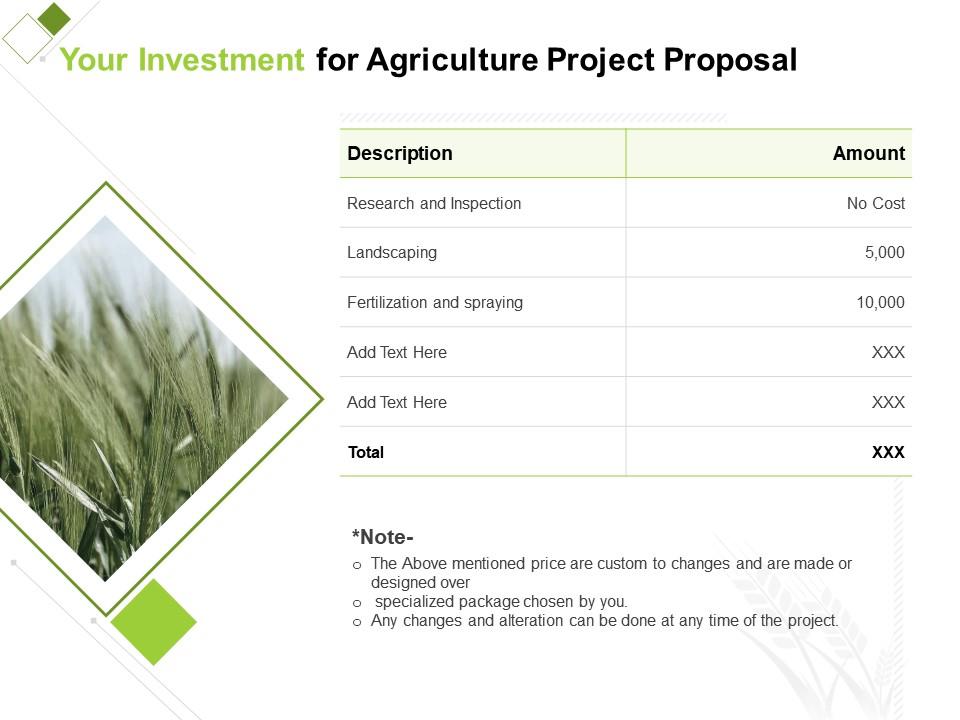 Your Investment for Agriculture Project Proposal
Description Amount
Research and Inspection No Cost
Landscaping 5,000
Fertilization and spraying 10,000
Add Text Here XXX
Add Text Here XXX
Total XXX
*Note-
o The Above mentioned price are custom to changes and are made or
designed over
o specialized package chosen by you.
o Any changes and alteration can be done at any time of the project.